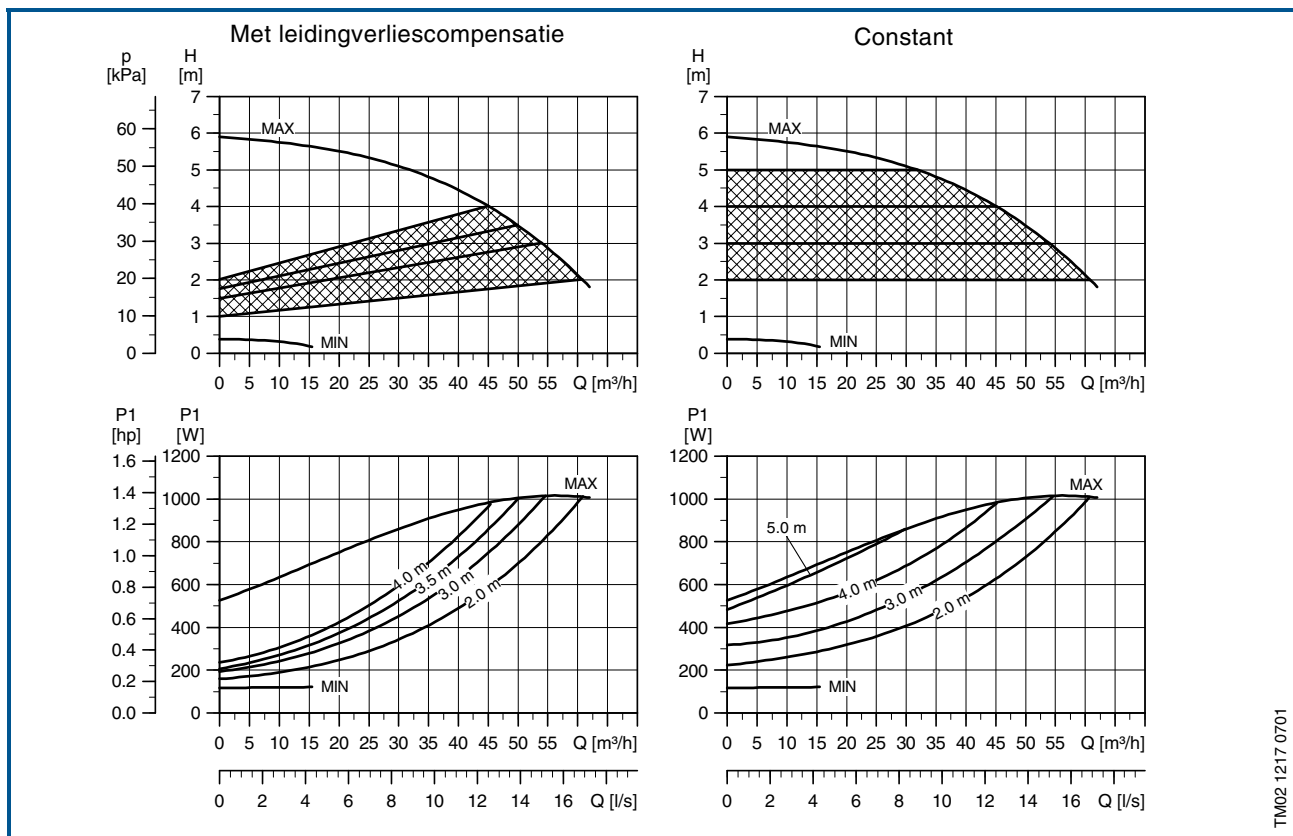 Met leidingverliescompensatie
Constant
p
[kPa]
H
[m]
60
50
40
30
20
10
0
7
6
5
4
3
2
1
0
MAX
MIN
0 5 10 15 20 25 30 35 40 45 50 55 Q [m³/h]
H
[m]
7
6
5
4
3
2
1
0
MAX
MIN
0 5 10 15 20 25 30 35 40 45 50 55 Q [m³/h]
P1
[hp]
P1
[W]
1.6
1.4
1.2
1.0
0.8
0.6
0.4
0.2
0.0
1200
1000
800
600
400
200
0
MAX
4.0 m
3.5 m
3.0 m
2.0 m
MIN
0 5 10 15 20 25 30 35 40 45 50 55 Q [m³/h]
0 2 4 6 8 10 12 14 16 Q [l/s]
P1
[W]
1200
1000
800
600
400
200
0
MAX
5.0 m
4.0 m
3.0 m
2.0 m
MIN
0 5 10 15 20 25 30 35 40 45 50 55 Q [m³/h]
0 2 4 6 8 10 12 14 16 Q [l/s]
TM02 1217 0701